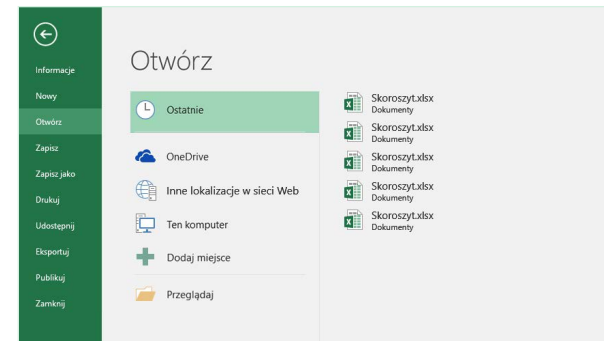 Informacje
Nowy
Otwórz
Zapisz
Zapisz jako
Drukuj
Udostępnij
Eksportuj
Publikuj
Zamknij
Otwórz
Ostatnie
OneDrive
Inne lokalizacje w sieci Web
Ten komputer
Dodaj miejsce
Przeglądaj
Skoroszyt.xlsx
Dokumenty
Skoroszyt.xlsx
Dokumenty
Skoroszyt.xlsx
Dokumenty
Skoroszyt.xlsx
Dokumenty
Skoroszyt.xlsx
Dokumenty